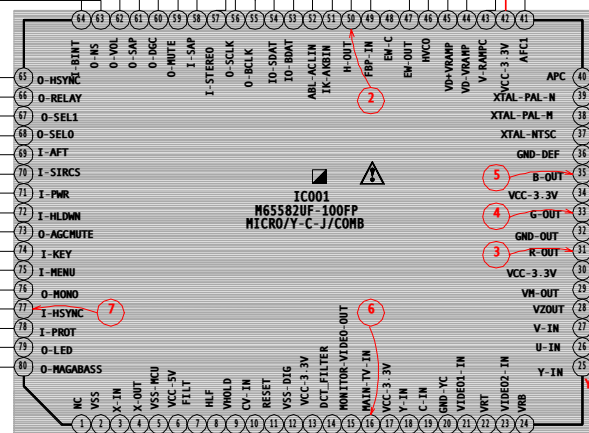 64 63 62 61 60 59 58 57 56 55 54 53 52 51 50 49 48 47 46 45 44 43 42 41
I-BINT
O-NS
O-VOL
O-SAP
O-DGC
O-MUTE
I-SAP
I-STEREO
O-SCLK
O-BCLK
IO-SDAT
IO-BDAT
ABL-ACLIN
IK-AKBIN
H-OUT
FBP-IN
EW-C
EW-OUT
HVCO
VD+VRAMP
VD-VRAMP
V-RAMPC
VCC-3.3V
AFC1
65 O-HSYNC
66 O-RELAY
67 O-SEL1
68 O-SEL0
69 I-AFT
70 I-SIRCS
71 I-PWR
72 I-HLDWN
73 O-AGCMUTE
74 I-KEY
75 I-MENU
76 O-MONO
77 I-HSYNC
78 I-PROT
79 O-LED
80 O-MAGABASS
2
7
IC001
M65582UF-100FP
MICRO/Y-C-J/COMB
5
4
3
6
APC 40
XTAL-PAL-N 39
XTAL-PAL-M 38
XTAL-NTSC 37
GND-DEF 36
B-OUT 35
VCC-3.3V 34
G-OUT 33
GND-OUT 32
R-OUT 31
VCC-3.3V 30
VM-OUT 29
VZOUT 28
V-IN 27
U-IN 26
Y-IN 25
NC
VSS
X-IN
X-OUT
VSS-MCU
VCC-5V
FILT
HLF
VHOLD
CV-IN
RESET
VSS-DIG
VCC-3.3V
DCT_FILTER
MONITOR-VIDEO-OUT
MAIN-TV-IN
VCC-3.3V
Y-IN
C-IN
GND-YC
VIDEO1-IN
VRT
VIDEO2-IN
VRB
1 2 3 4 5 6 7 8 9 10 11 12 13 14 15 16 17 18 19 20 21 22 23 24